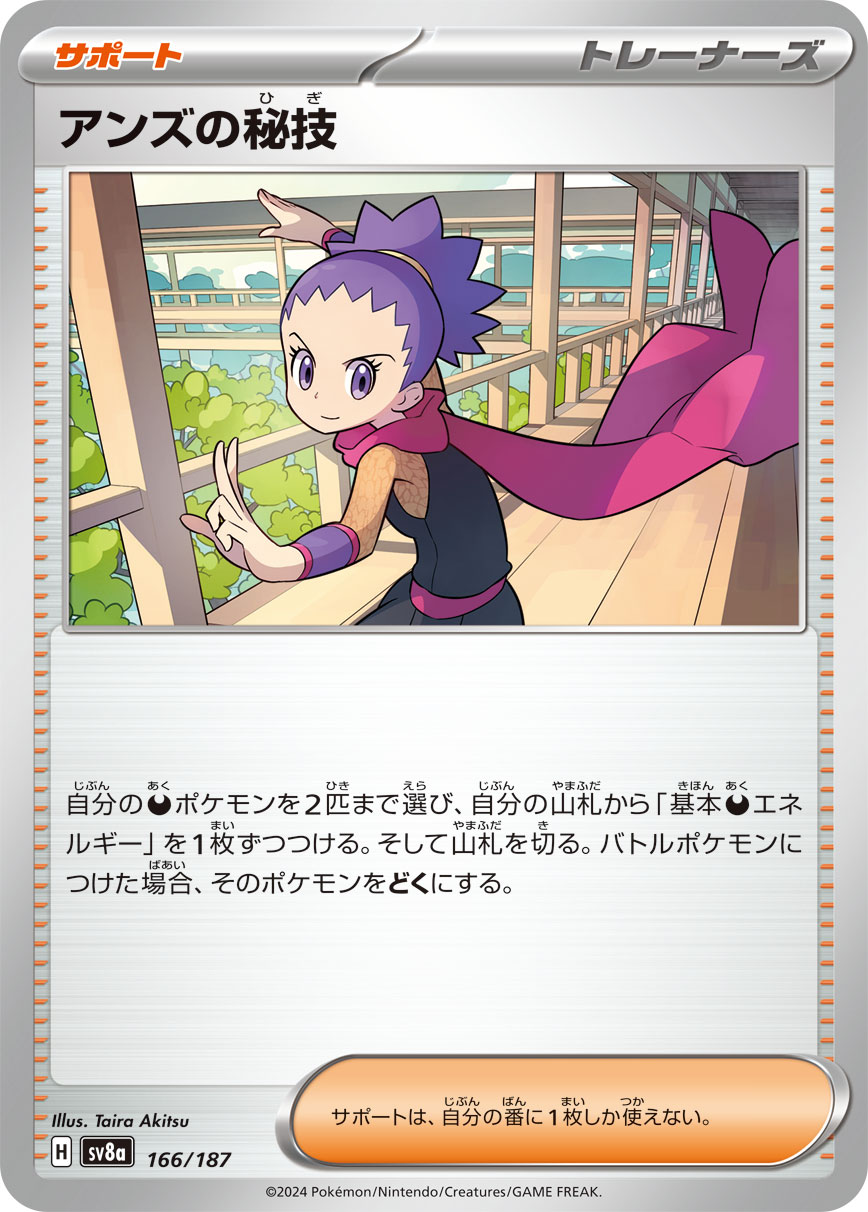 サポート
トレーナーズ
ひ ぎ
アンズの秘技
じぶん あく ひき えら じぶん やまふだ きほん あく
自分のポケモンを2匹まで選び、自分の山札から「基本エネ
まい やまふだ き
ルギー」を1枚ずつつける。そして山札を切る。バトルポケモンに
ばあい
つけた場合、そのポケモンをどくにする。
Illus. Taira Akitsu
じぶん ばん まい つか
サポートは、自分の番に1枚しか使えない。
H sv8a 166/187
©2024 Pokémon/Nintendo/Creatures/GAME FREAK.